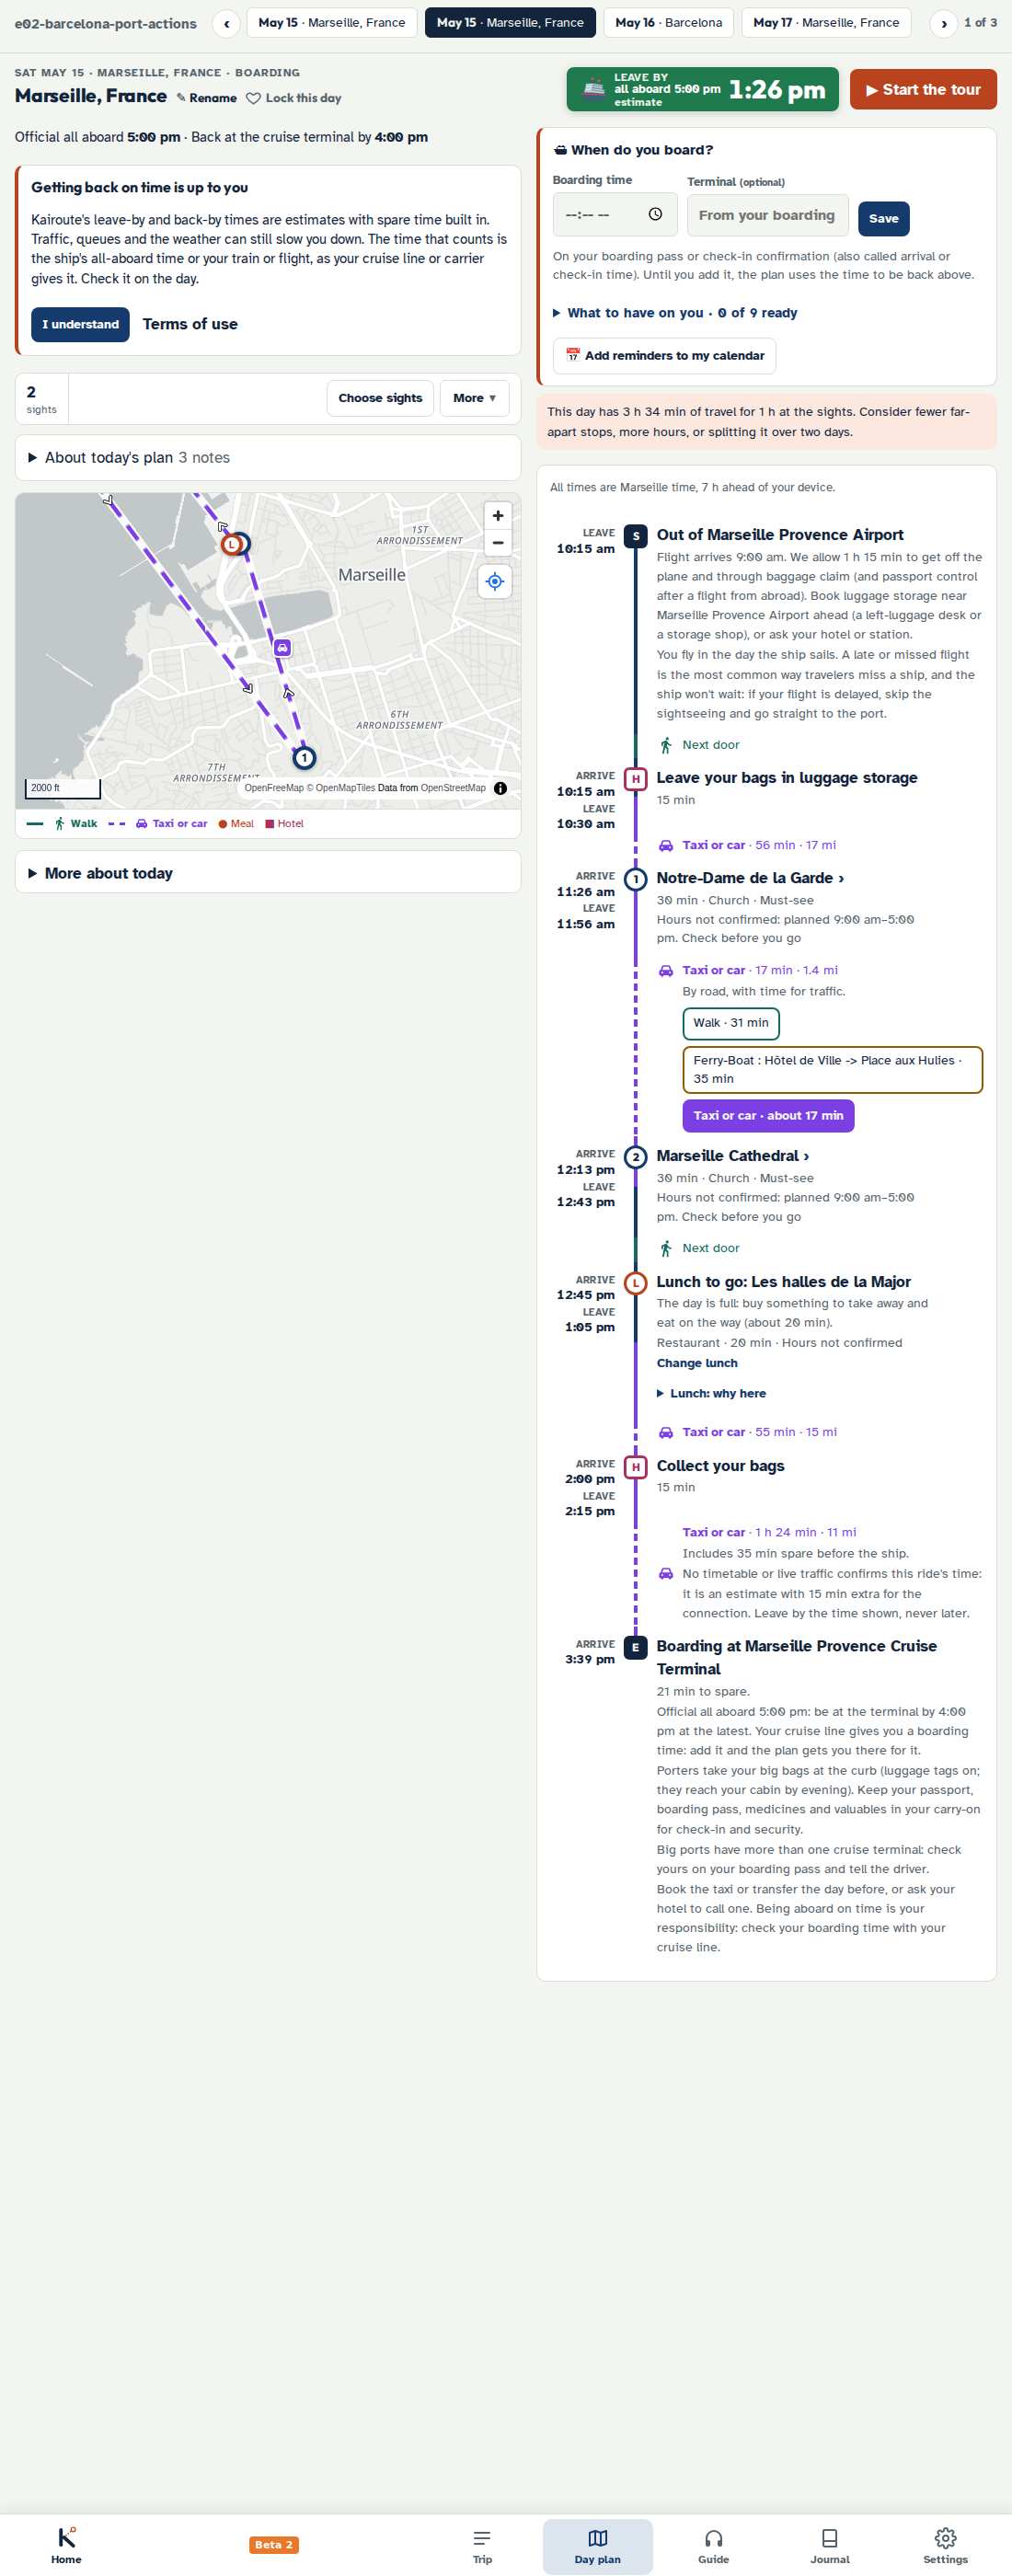 e02-barcelona-port-actions
‹
May 15 · Marseille, France
May 15 · Marseille, France
May 16 · Barcelona
May 17 · Marseille, France
›
1 of 3
SAT MAY 15 · MARSEILLE, FRANCE · BOARDING
Marseille, France ✎ Rename Lock this day
LEAVE BY
all aboard 5:00 pm
estimate
1:26 pm
▶ Start the tour
Official all aboard 5:00 pm · Back at the cruise terminal by 4:00 pm
Getting back on time is up to you
Kairoute's leave-by and back-by times are estimates with spare time built in.
Traffic, queues and the weather can still slow you down. The time that counts is
the ship's all-aboard time or your train or flight, as your cruise line or carrier
gives it. Check it on the day.
I understand
Terms of use
2
sights
Choose sights
More ▼
▶ About today's plan 3 notes
1ST
ARRONDISSEMENT
Marseille
L
6TH
ARRONDISSEMENT
1
7TH
ARRONDISSEMENT
2000 ft
OpenFreeMap © OpenMapTiles Data from OpenStreetMap
Walk
Taxi or car
Meal
Hotel
▶ More about today
When do you board?
Boarding time
Terminal (optional)
--:-- --
From your boarding
Save
On your boarding pass or check-in confirmation (also called arrival or
check-in time). Until you add it, the plan uses the time to be back above.
▶ What to have on you · 0 of 9 ready
Add reminders to my calendar
This day has 3 h 34 min of travel for 1 h at the sights. Consider fewer far-
apart stops, more hours, or splitting it over two days.
All times are Marseille time, 7 h ahead of your device.
LEAVE
10:15 am
S
Out of Marseille Provence Airport
Flight arrives 9:00 am. We allow 1 h 15 min to get off the
plane and through baggage claim (and passport control
after a flight from abroad). Book luggage storage near
Marseille Provence Airport ahead (a left-luggage desk or
a storage shop), or ask your hotel or station.
You fly in the day the ship sails. A late or missed flight
is the most common way travelers miss a ship, and the
ship won't wait: if your flight is delayed, skip the
sightseeing and go straight to the port.
Next door
ARRIVE
10:15 am
LEAVE
10:30 am
H
Leave your bags in luggage storage
15 min
Taxi or car · 56 min · 17 mi
ARRIVE
11:26 am
LEAVE
11:56 am
1
Notre-Dame de la Garde ›
30 min · Church · Must-see
Hours not confirmed: planned 9:00 am–5:00
pm. Check before you go
Taxi or car · 17 min · 1.4 mi
By road, with time for traffic.
Walk · 31 min
Ferry-Boat : Hôtel de Ville -> Place aux Hulies ·
35 min
Taxi or car · about 17 min
ARRIVE
12:13 pm
LEAVE
12:43 pm
2
Marseille Cathedral ›
30 min · Church · Must-see
Hours not confirmed: planned 9:00 am–5:00
pm. Check before you go
Next door
ARRIVE
12:45 pm
LEAVE
1:05 pm
L
Lunch to go: Les halles de la Major
The day is full: buy something to take away and
eat on the way (about 20 min).
Restaurant · 20 min · Hours not confirmed
Change lunch
▶ Lunch: why here
Taxi or car · 55 min · 15 mi
ARRIVE
2:00 pm
LEAVE
2:15 pm
H
Collect your bags
15 min
Taxi or car · 1 h 24 min · 11 mi
Includes 35 min spare before the ship.
No timetable or live traffic confirms this ride's time:
it is an estimate with 15 min extra for the
connection. Leave by the time shown, never later.
ARRIVE
3:39 pm
E
Boarding at Marseille Provence Cruise
Terminal
21 min to spare.
Official all aboard 5:00 pm: be at the terminal by 4:00
pm at the latest. Your cruise line gives you a boarding
time: add it and the plan gets you there for it.
Porters take your big bags at the curb (luggage tags on;
they reach your cabin by evening). Keep your passport,
boarding pass, medicines and valuables in your carry-on
for check-in and security.
Big ports have more than one cruise terminal: check
yours on your boarding pass and tell the driver.
Book the taxi or transfer the day before, or ask your
hotel to call one. Being aboard on time is your
responsibility: check your boarding time with your
cruise line.
Home
Beta 2
Trip
Day plan
Guide
Journal
Settings